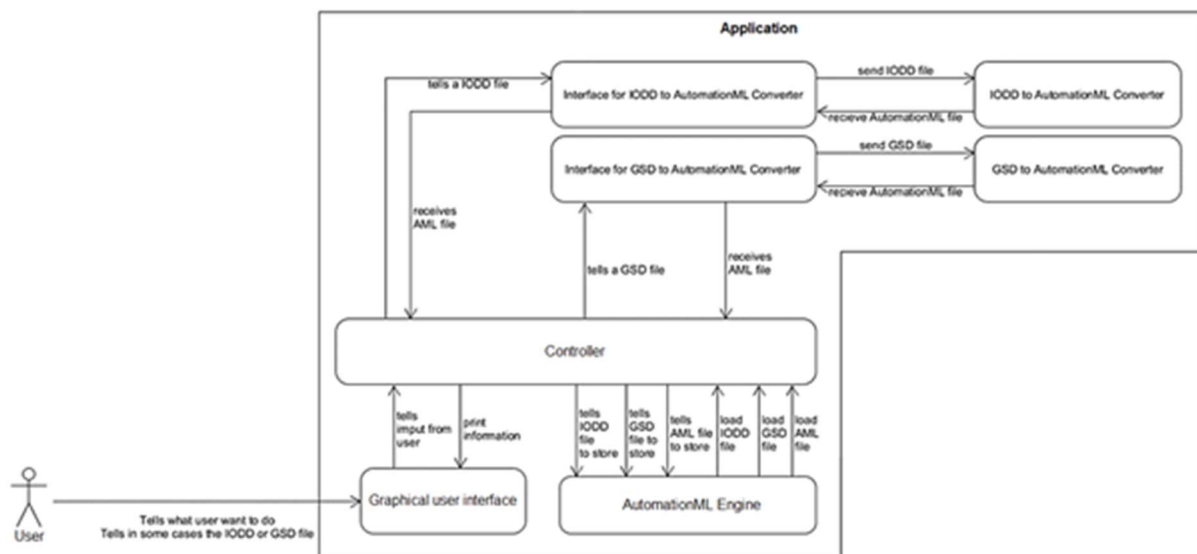 Application
tells a IODD file
Interface for IODD to AutomationML Converter
send IODD file
recieve AutomationML file
IODD to AutomationML Converter
Interface for GSD to AutomationML Converter
send GSD file
recieve AutomationML file
GSD to AutomationML Converter
receives
AML file
tells a GSD file
receives
AML file
Controller
tells
imput from
user
print
information
tells
IODD
file
to store
tells
GSD
file to
store
tells
AML file
to store
load
IODD
file
load
GSD
file
load
AML
file
Graphical user interface
AutomationML Engine
User
Tells what user want to do
Tells in some cases the IODD or GSD file